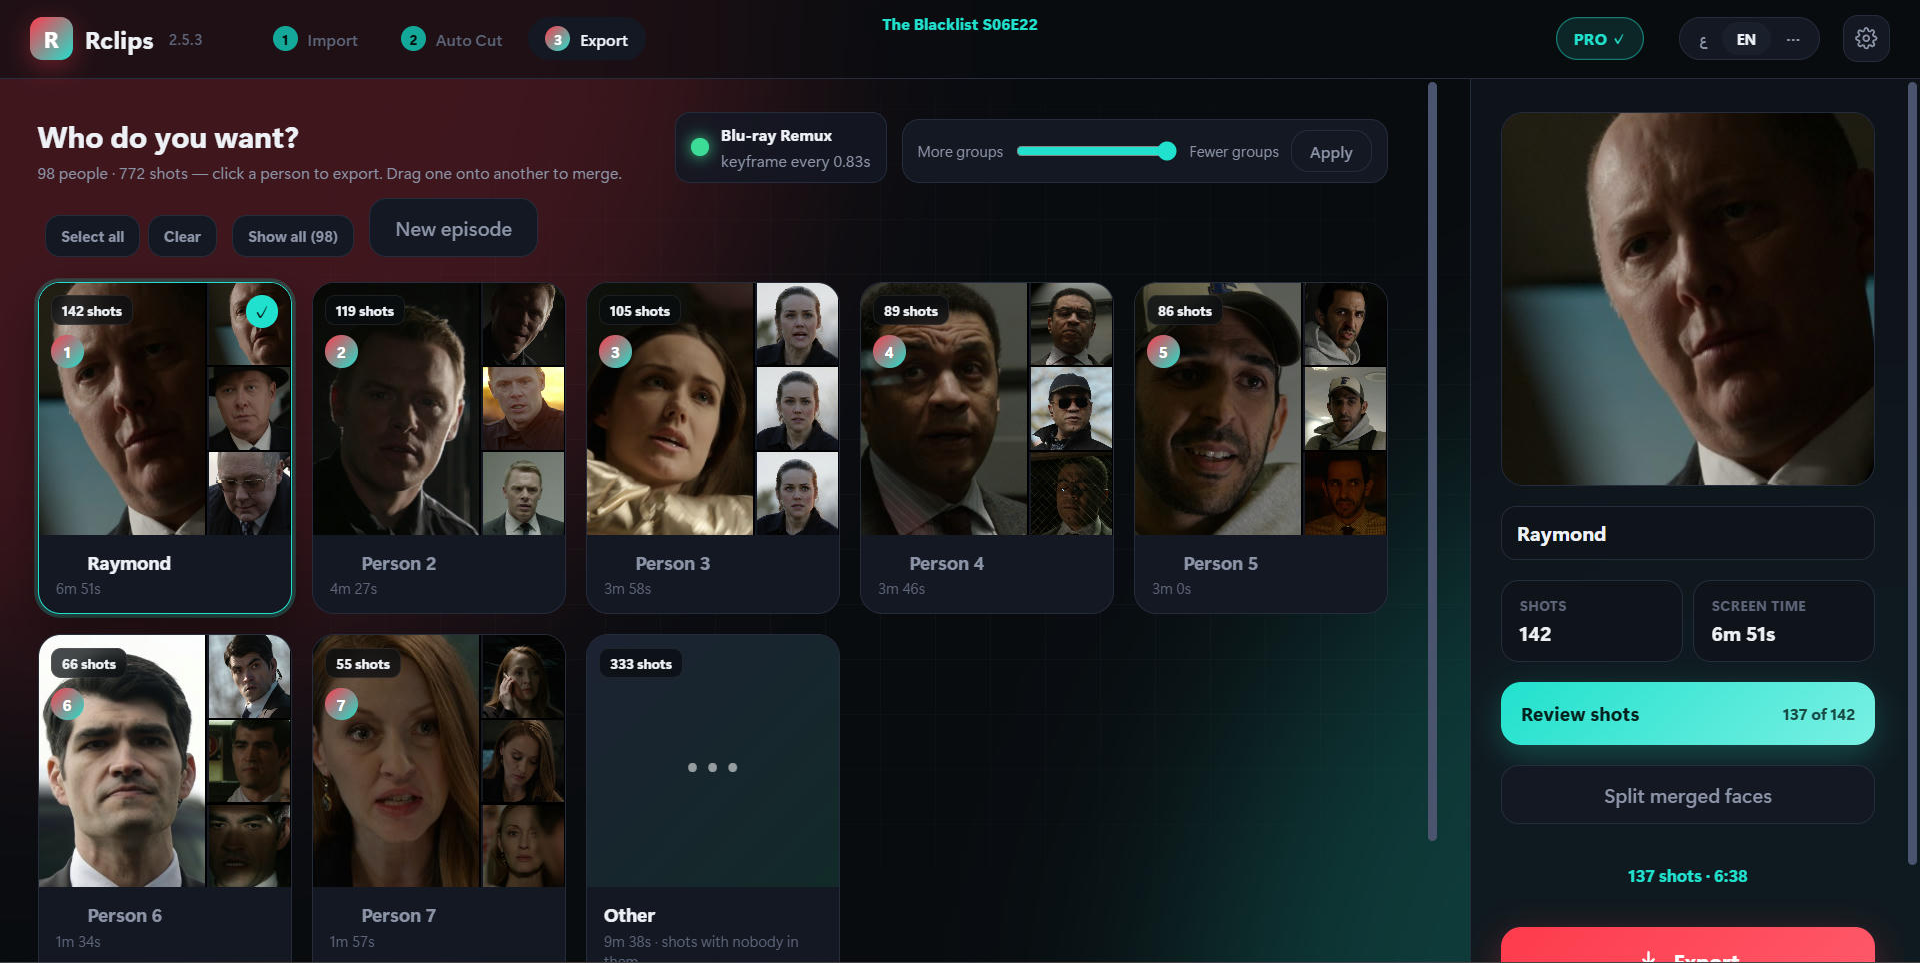 R Rclips 2.5.3
1 Import
2 Auto Cut
3 Export
The Blacklist S06E22
PRO ✓
ع EN ···
Who do you want?
98 people · 772 shots — click a person to export. Drag one onto another to merge.
Blu-ray Remux
keyframe every 0.83s
More groups Fewer groups Apply
Select all Clear Show all (98) New episode
142 shots
1
Raymond
6m 51s
119 shots
2
Person 2
4m 27s
105 shots
3
Person 3
3m 58s
89 shots
4
Person 4
3m 46s
86 shots
5
Person 5
3m 0s
66 shots
6
Person 6
1m 34s
55 shots
7
Person 7
1m 57s
333 shots
Other
9m 38s · shots with nobody in
them
Raymond
SHOTS
142
SCREEN TIME
6m 51s
Review shots 137 of 142
Split merged faces
137 shots · 6:38
Export